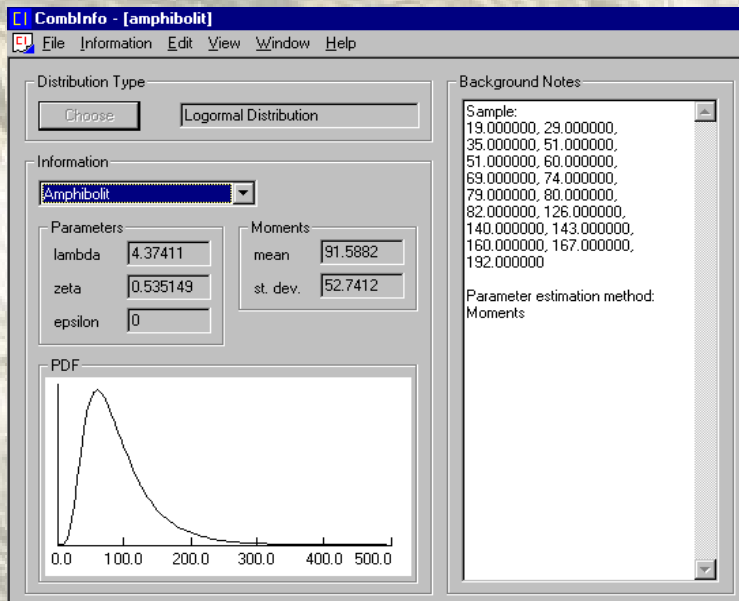 CI CombInfo - [amphibolit]
File Information Edit View Window Help
Distribution Type
Choose Logormal Distribution
Information
Amphibolit
Parameters
lambda 4.37411
zeta 0.535149
epsilon 0
Moments
mean 91.5882
st. dev. 52.7412
PDF
0.0 100.0 200.0 300.0 400.0 500.0
Background Notes
Sample:
19.000000, 29.000000,
35.000000, 51.000000,
51.000000, 60.000000,
69.000000, 74.000000,
79.000000, 80.000000,
82.000000, 126.000000,
140.000000, 143.000000,
160.000000, 167.000000,
192.000000
Parameter estimation method:
Moments